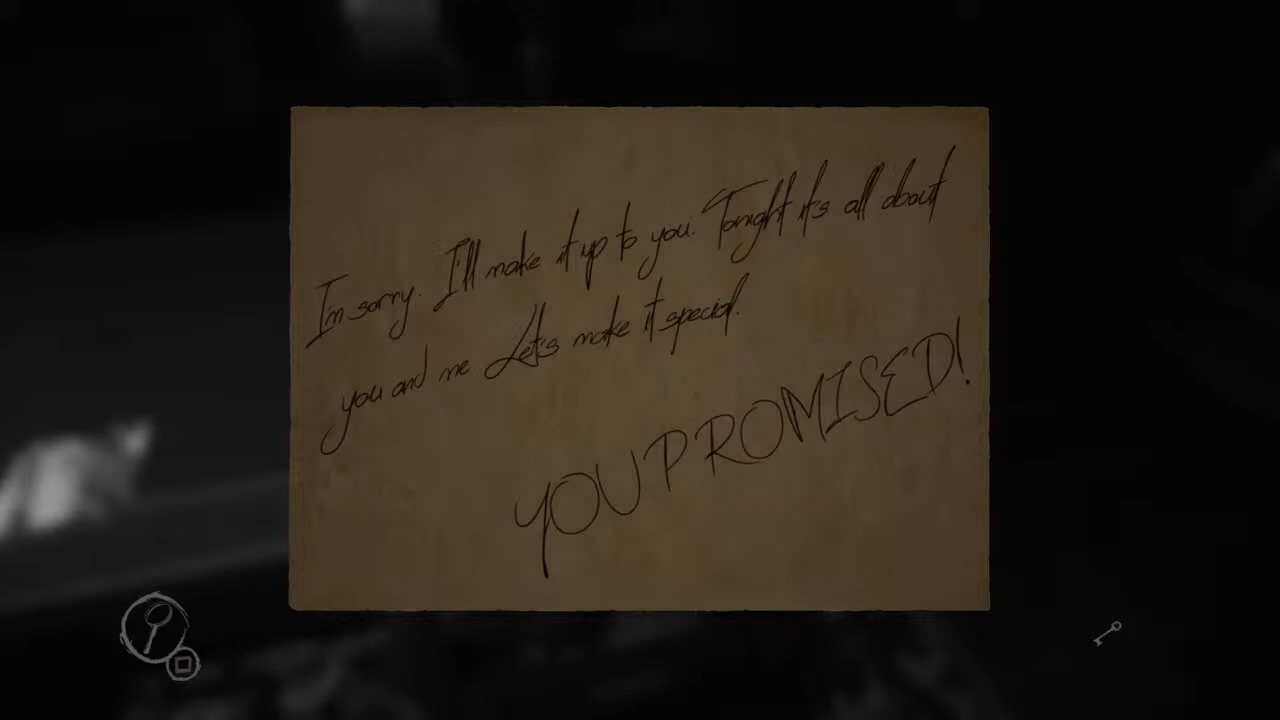 I'm sorry. I'll make it up to you. Tonight it's all about
you and me Let's make it special.
YOU PROMISED!